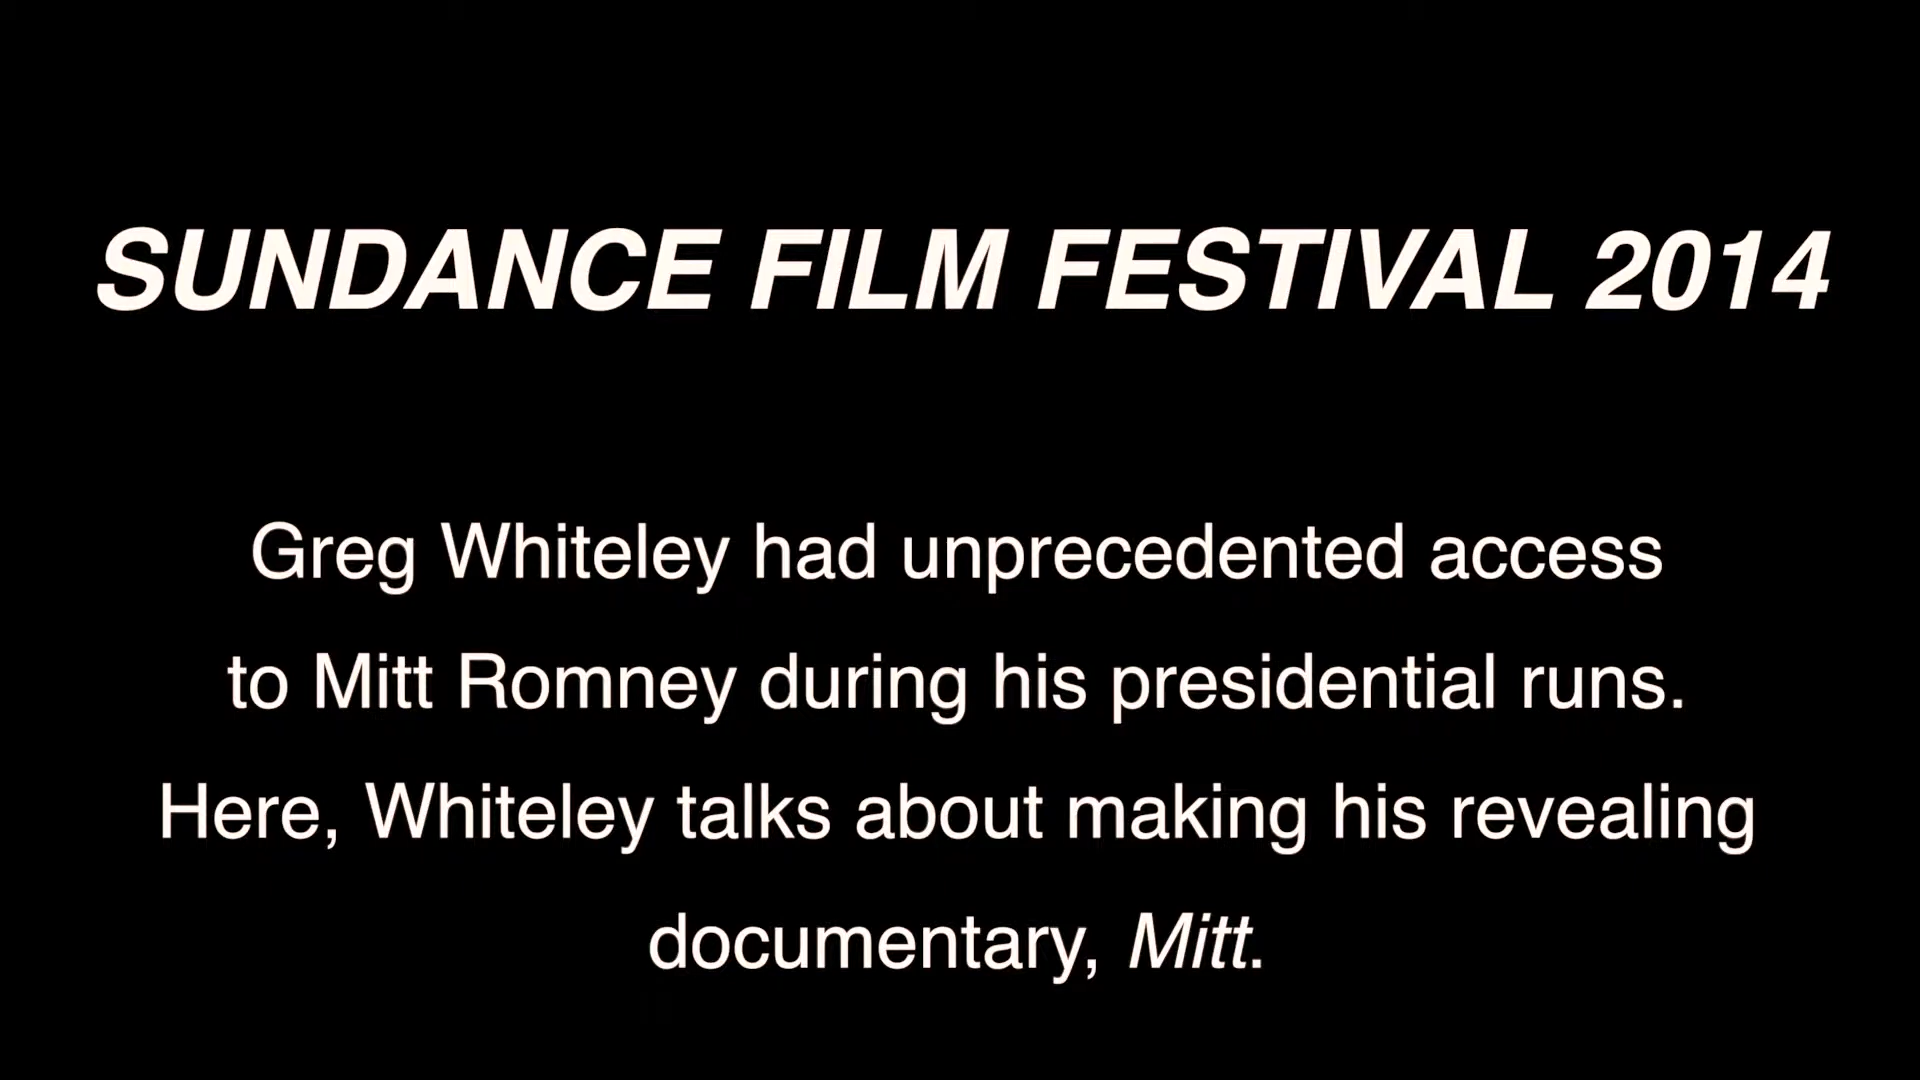 SUNDANCE FILM FESTIVAL 2014
Greg Whiteley had unprecedented access
to Mitt Romney during his presidential runs.
Here, Whiteley talks about making his revealing
documentary, Mitt.